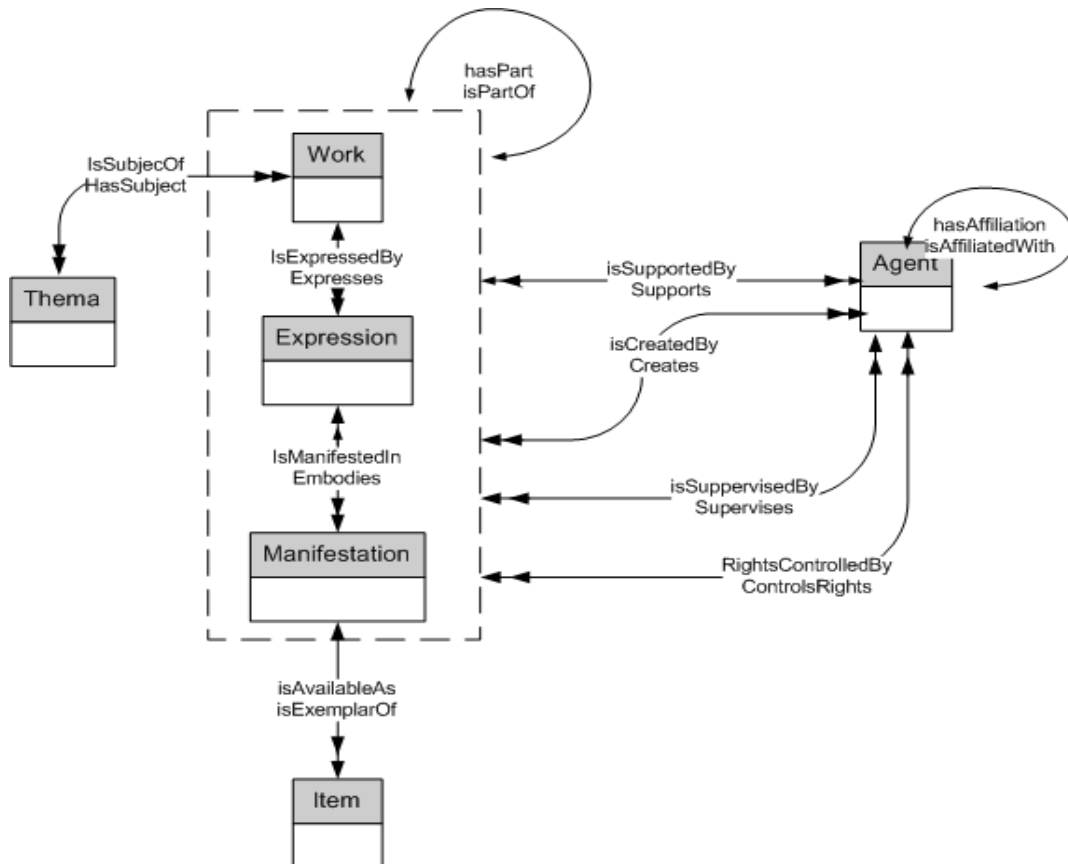 hasPart
isPartOf
Work
IsSubjecOf
HasSubject
hasAffiliation
isAffiliatedWith
IsExpressedBy
Expresses
Agent
isSupportedBy
Supports
Thema
Expression
isCreatedBy
Creates
IsManifestedIn
Embodies
isSuppervisedBy
Supervises
Manifestation
RightsControlledBy
ControlsRights
isAvailableAs
isExemplarOf
Item